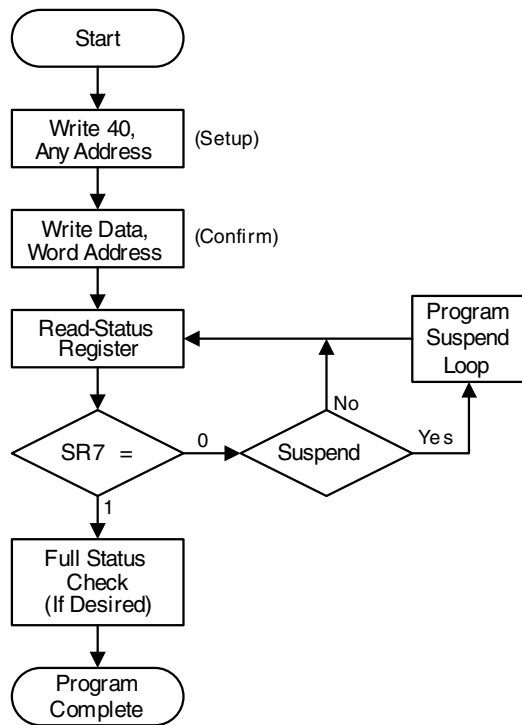 Start
Write 40,
Any Address
(Setup)
Write Data,
Word Address
(Confirm)
Read-Status
Register
Program
Suspend
Loop
No
SR7 =
0
Suspend
Yes
1
Full Status
Check
(If Desired)
Program
Complete